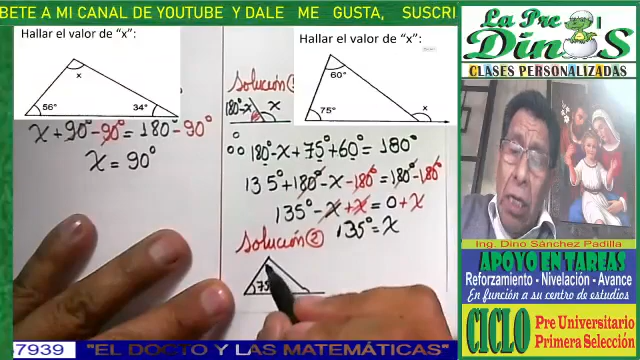 BETE A MI CANAL DE YOUTUBE Y DALE ME GUSTA, SUSCRI
Hallar el valor de "x":
x
56°
34°
x + 90° - 90° = 180° - 90°
x = 90°
Hallar el valor de "x":
60°
75°
x
Solución 1
180° - x
x
180° - x + 75° + 60° = 180°
135° + 180° - x - 180° = 180° - 180°
135° - x + x = 0 + x
135° = x
Solución 2
75
La Pre
Dinos
CLASES PERSONALIZADAS
Ing. Dino Sánchez Padilla
APOYO EN TAREAS
Reforzamiento - Nivelación - Avance
En función a su centro de estudios
CICLO Pre Universitario
Primera Selección
7939 "EL DOCTO Y LAS MATEMÁTICAS"